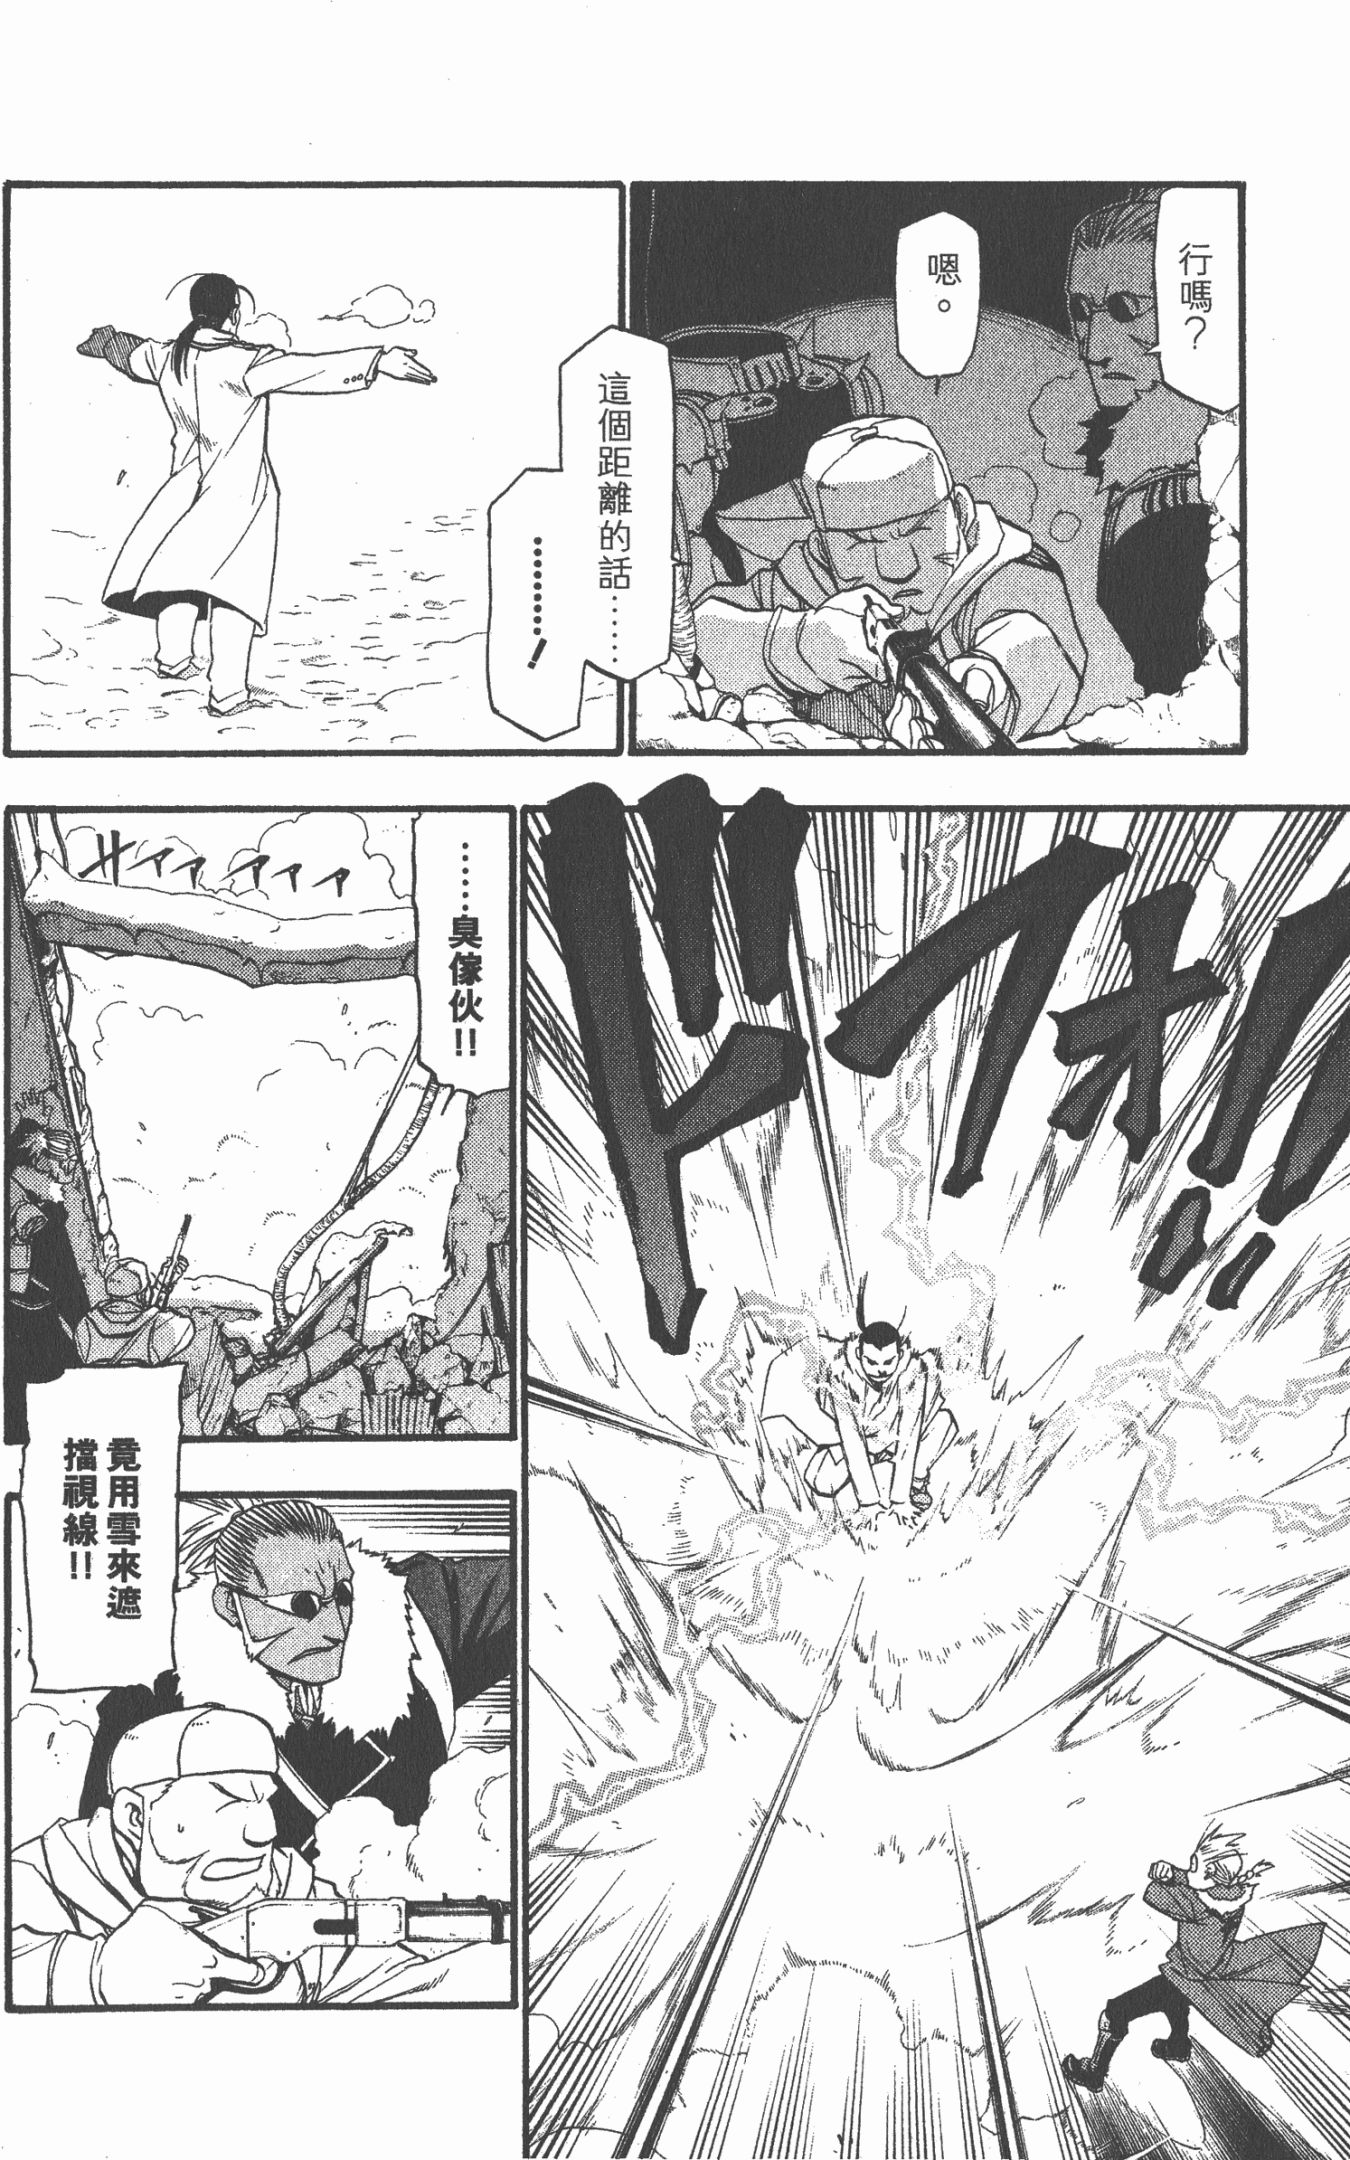 行嗎？
嗯。
這個距離的話……
………！
ドフォ!!
……臭傢伙!!
サァァァァァ
竟用雪來遮
擋視線!!